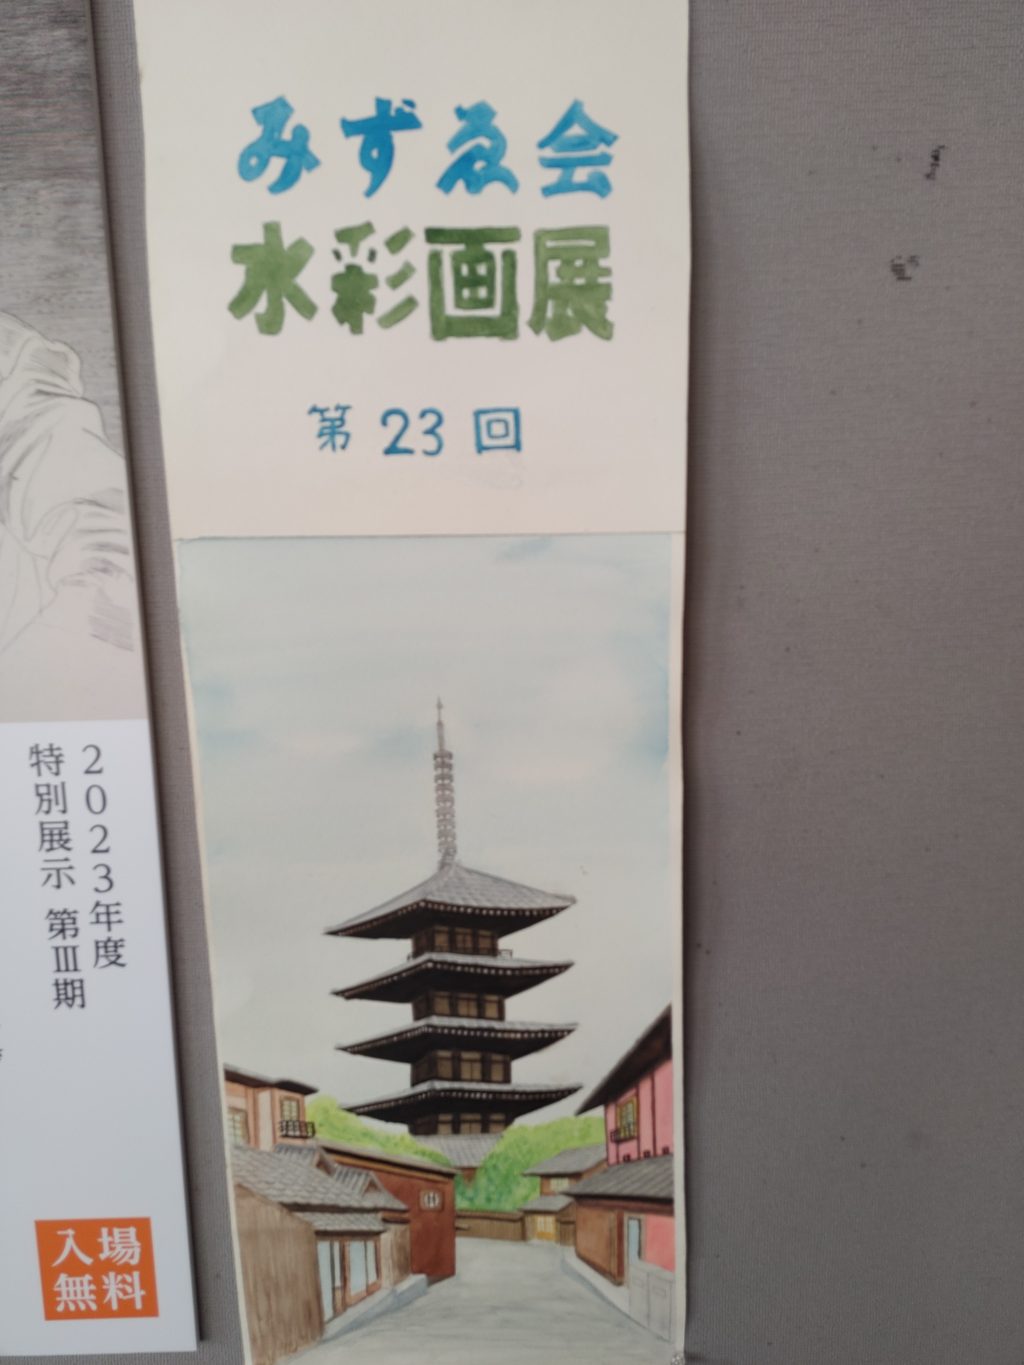 みずゑ会
水彩画展
第23回
2023年度
特別展示 第Ⅲ期
入場
無料